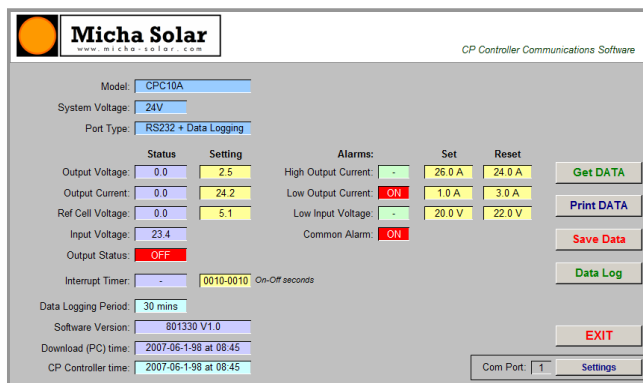 Micha Solar
www.micha-solar.com
CP Controller Communications Software
Model: CPC10A
System Voltage: 24V
Port Type: RS232 + Data Logging
Status Setting Alarms: Set Reset
Output Voltage: 0.0 2.5 High Output Current: - 26.0 A 24.0 A Get DATA
Output Current: 0.0 24.2 Low Output Current: ON 1.0 A 3.0 A
Ref Cell Voltage: 0.0 5.1 Low Input Voltage: - 20.0 V 22.0 V Print DATA
Input Voltage: 23.4 Common Alarm: ON Save Data
Output Status: OFF
Interrupt Timer: - 0010-0010 On-Off seconds Data Log
Data Logging Period: 30 mins
Software Version: 801330 V1.0
Download (PC) time: 2007-06-1-98 at 08:45 EXIT
CP Controller time: 2007-06-1-98 at 08:45 Com Port: 1 Settings